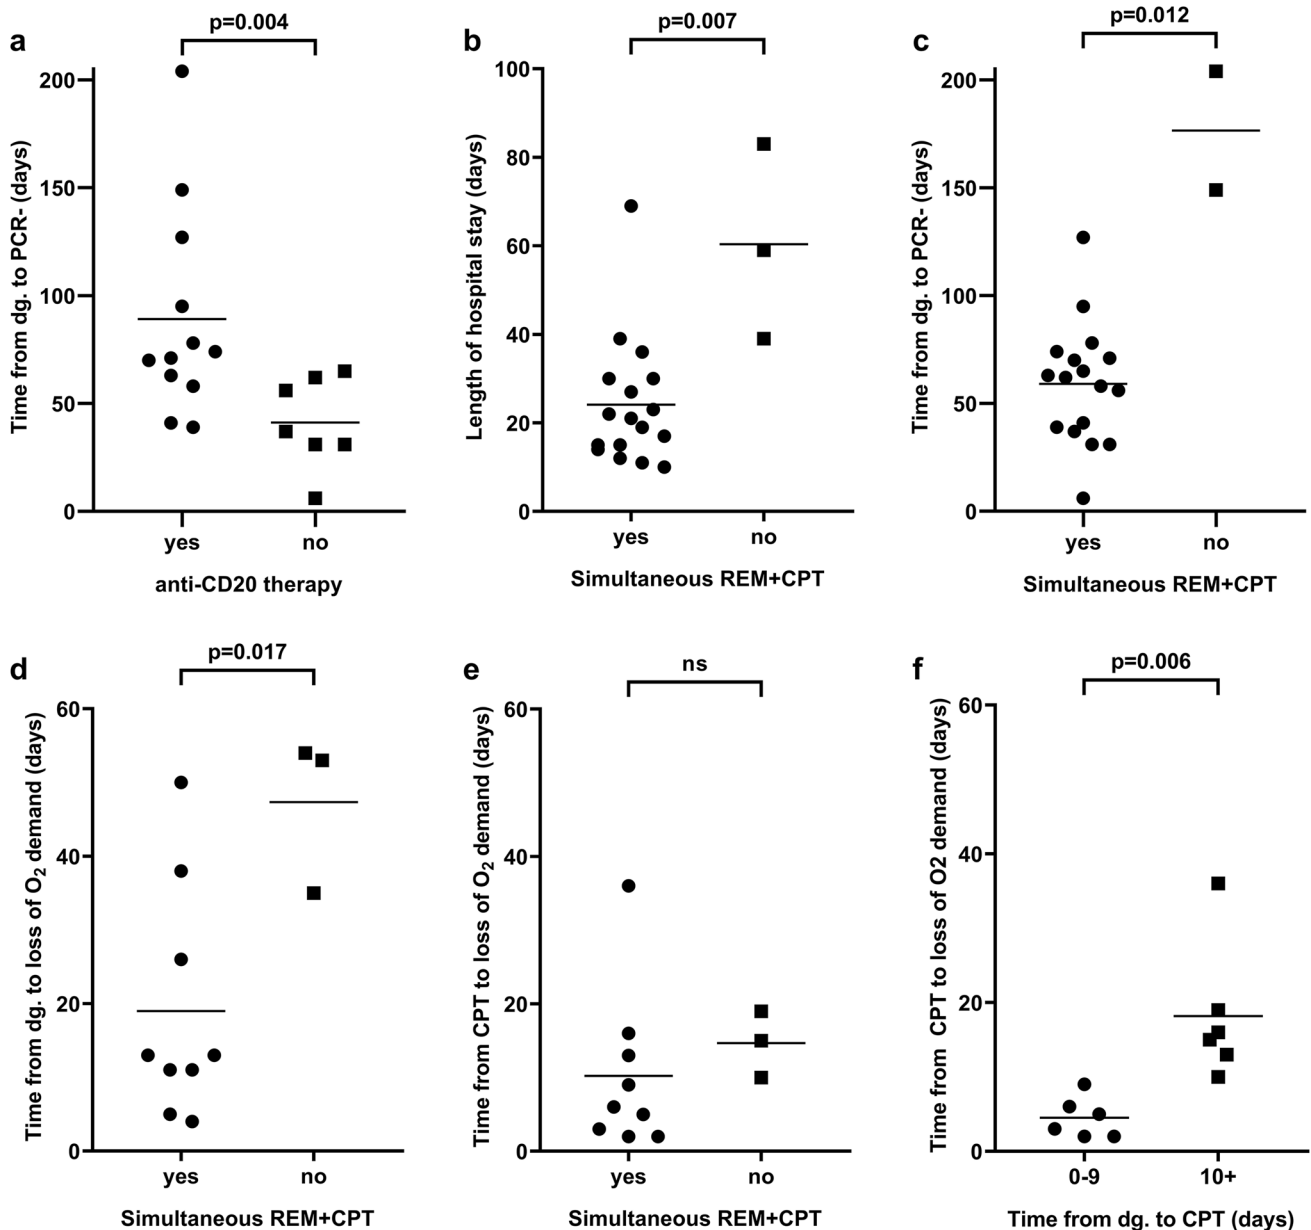 a
p=0.004
Time from dg. to PCR- (days)
200
150
100
50
0
yes
no
anti-CD20 therapy
b
p=0.007
Length of hospital stay (days)
100
80
60
40
20
0
yes
no
Simultaneous REM+CPT
c
p=0.012
Time from dg. to PCR- (days)
200
150
100
50
0
yes
no
Simultaneous REM+CPT
d
p=0.017
Time from dg. to loss of O₂ demand (days)
60
40
20
0
yes
no
Simultaneous REM+CPT
e
ns
Time from CPT to loss of O₂ demand (days)
60
40
20
0
yes
no
Simultaneous REM+CPT
f
p=0.006
Time from  CPT to loss of O2 demand (days)
60
40
20
0
0-9
10+
Time from dg. to CPT (days)